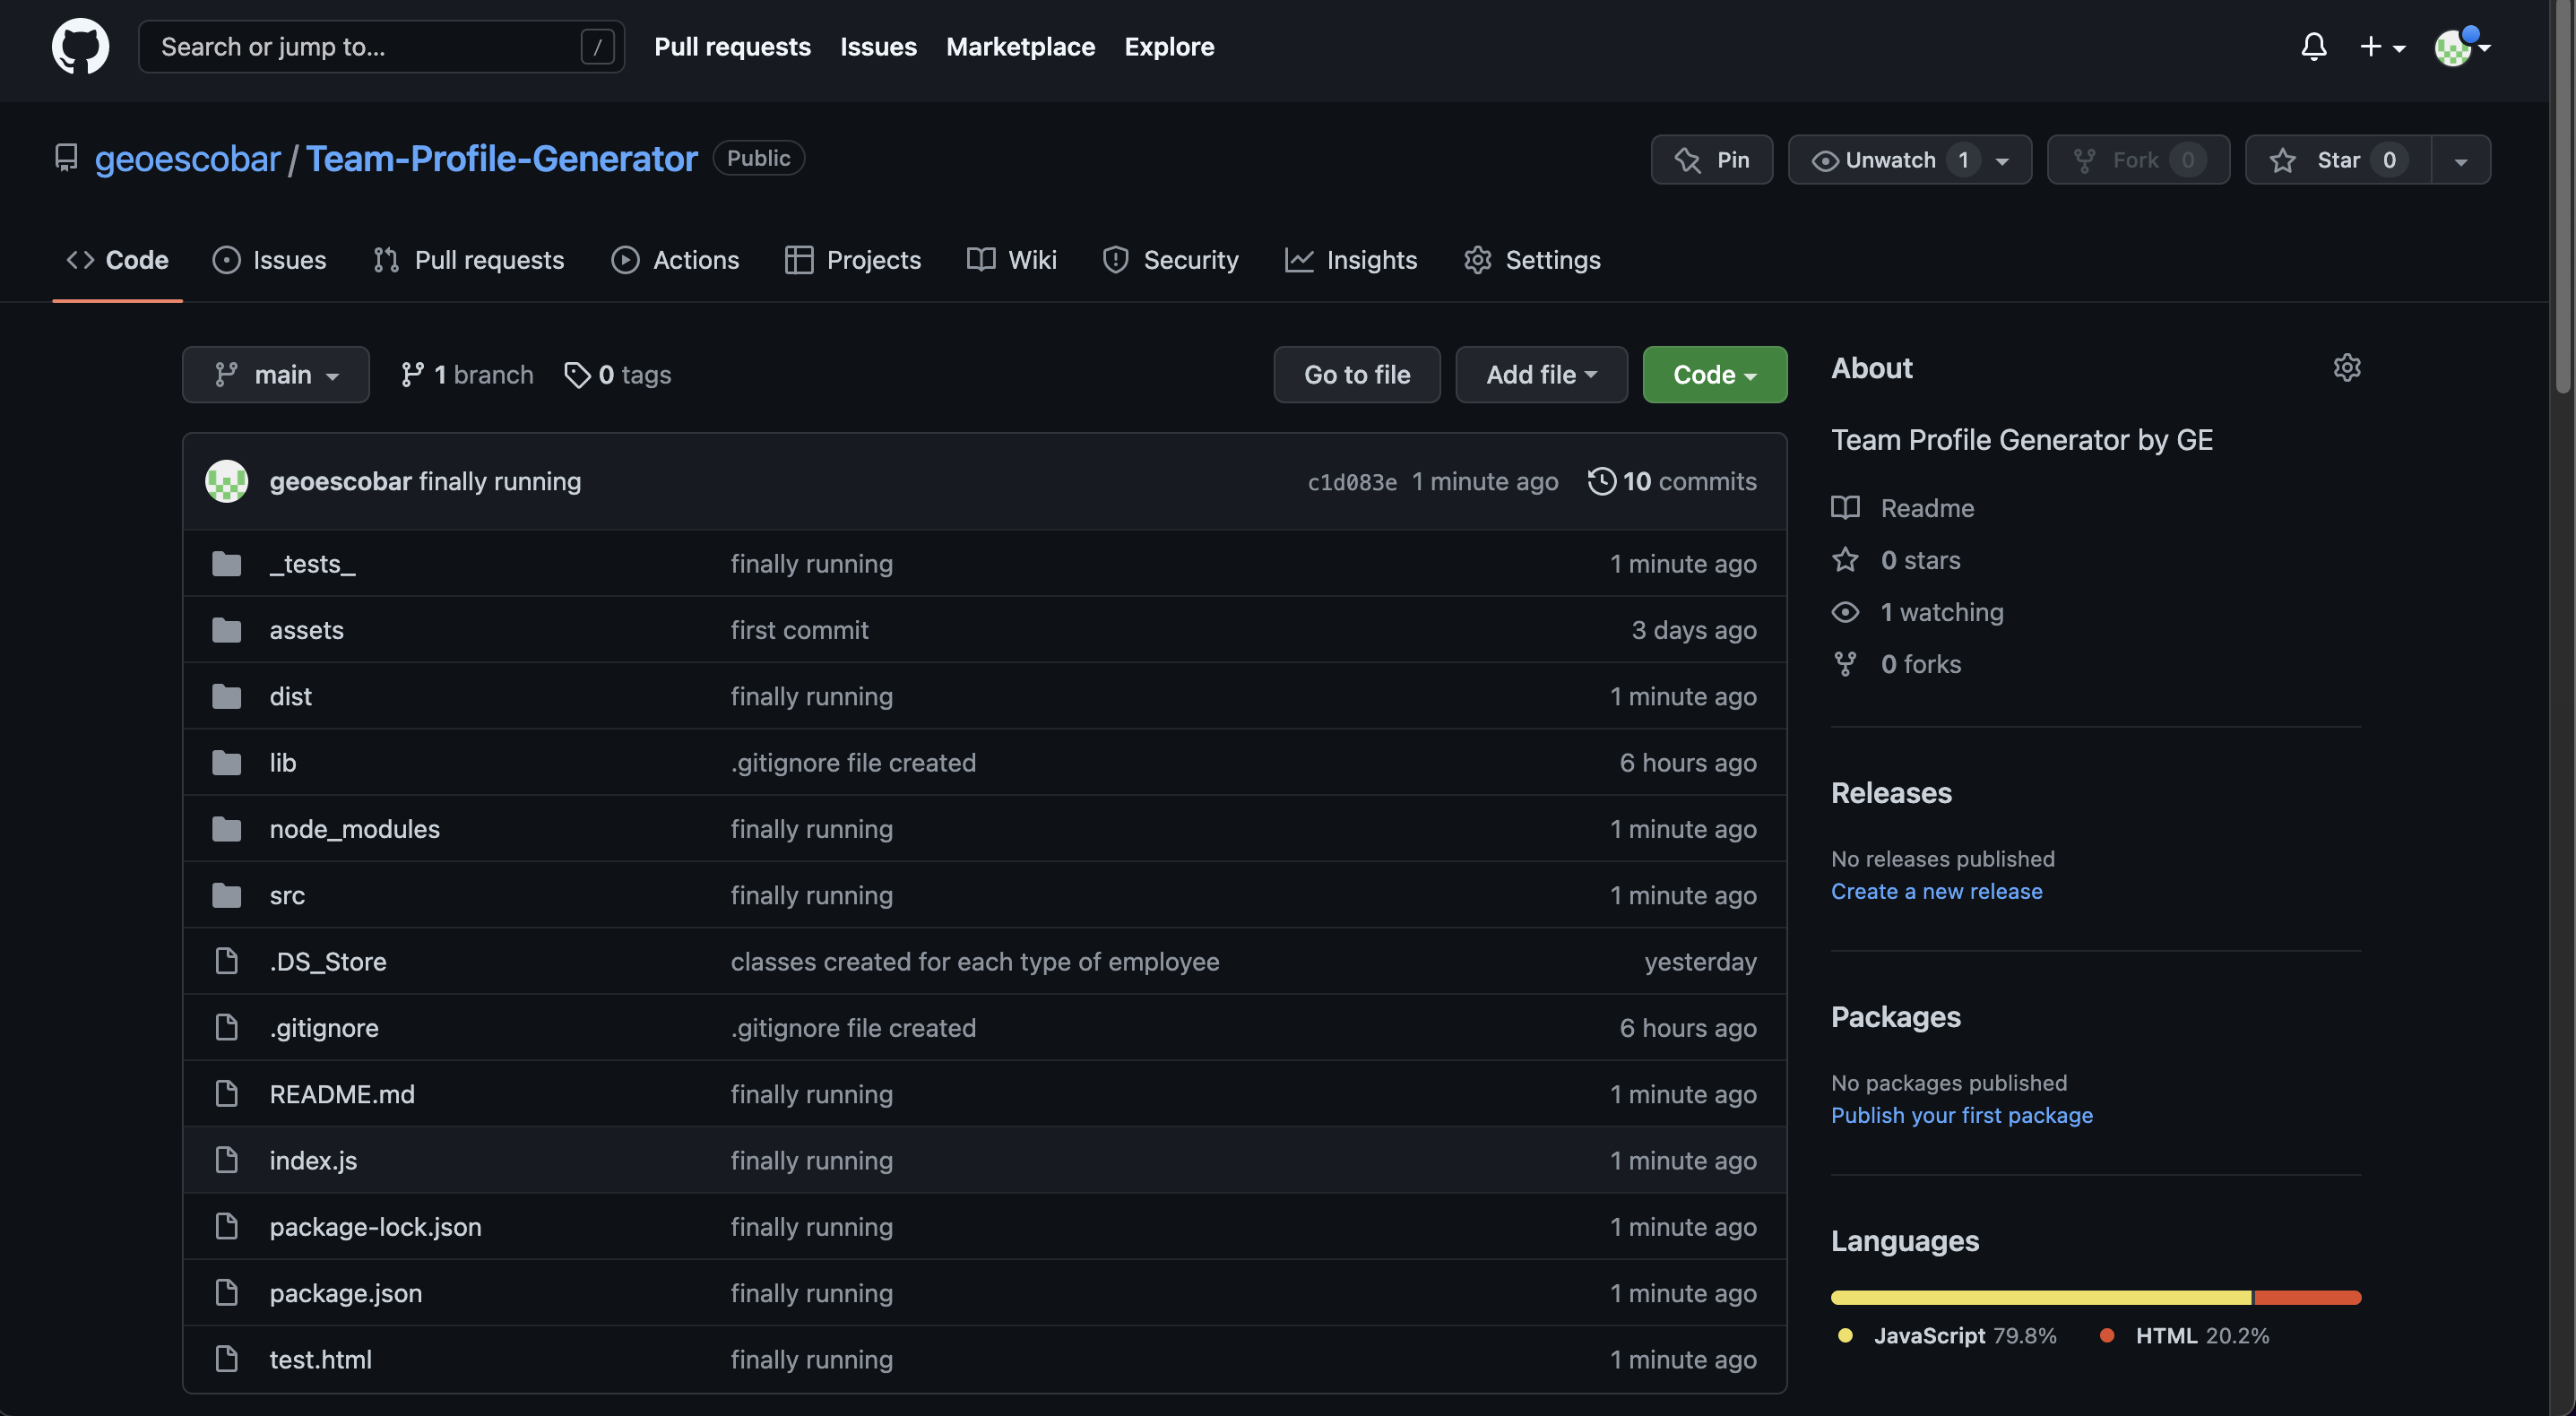 Search or jump to... / Pull requests Issues Marketplace Explore
geoescobar / Team-Profile-Generator Public Pin Unwatch 1 Fork 0 Star 0
Code Issues Pull requests Actions Projects Wiki Security Insights Settings
main 1 branch 0 tags Go to file Add file Code
geoescobar finally running c1d083e 1 minute ago 10 commits
_tests_ finally running 1 minute ago
assets first commit 3 days ago
dist finally running 1 minute ago
lib .gitignore file created 6 hours ago
node_modules finally running 1 minute ago
src finally running 1 minute ago
.DS_Store classes created for each type of employee yesterday
.gitignore .gitignore file created 6 hours ago
README.md finally running 1 minute ago
index.js finally running 1 minute ago
package-lock.json finally running 1 minute ago
package.json finally running 1 minute ago
test.html finally running 1 minute ago
About
Team Profile Generator by GE
Readme
0 stars
1 watching
0 forks
Releases
No releases published
Create a new release
Packages
No packages published
Publish your first package
Languages
JavaScript 79.8% HTML 20.2%